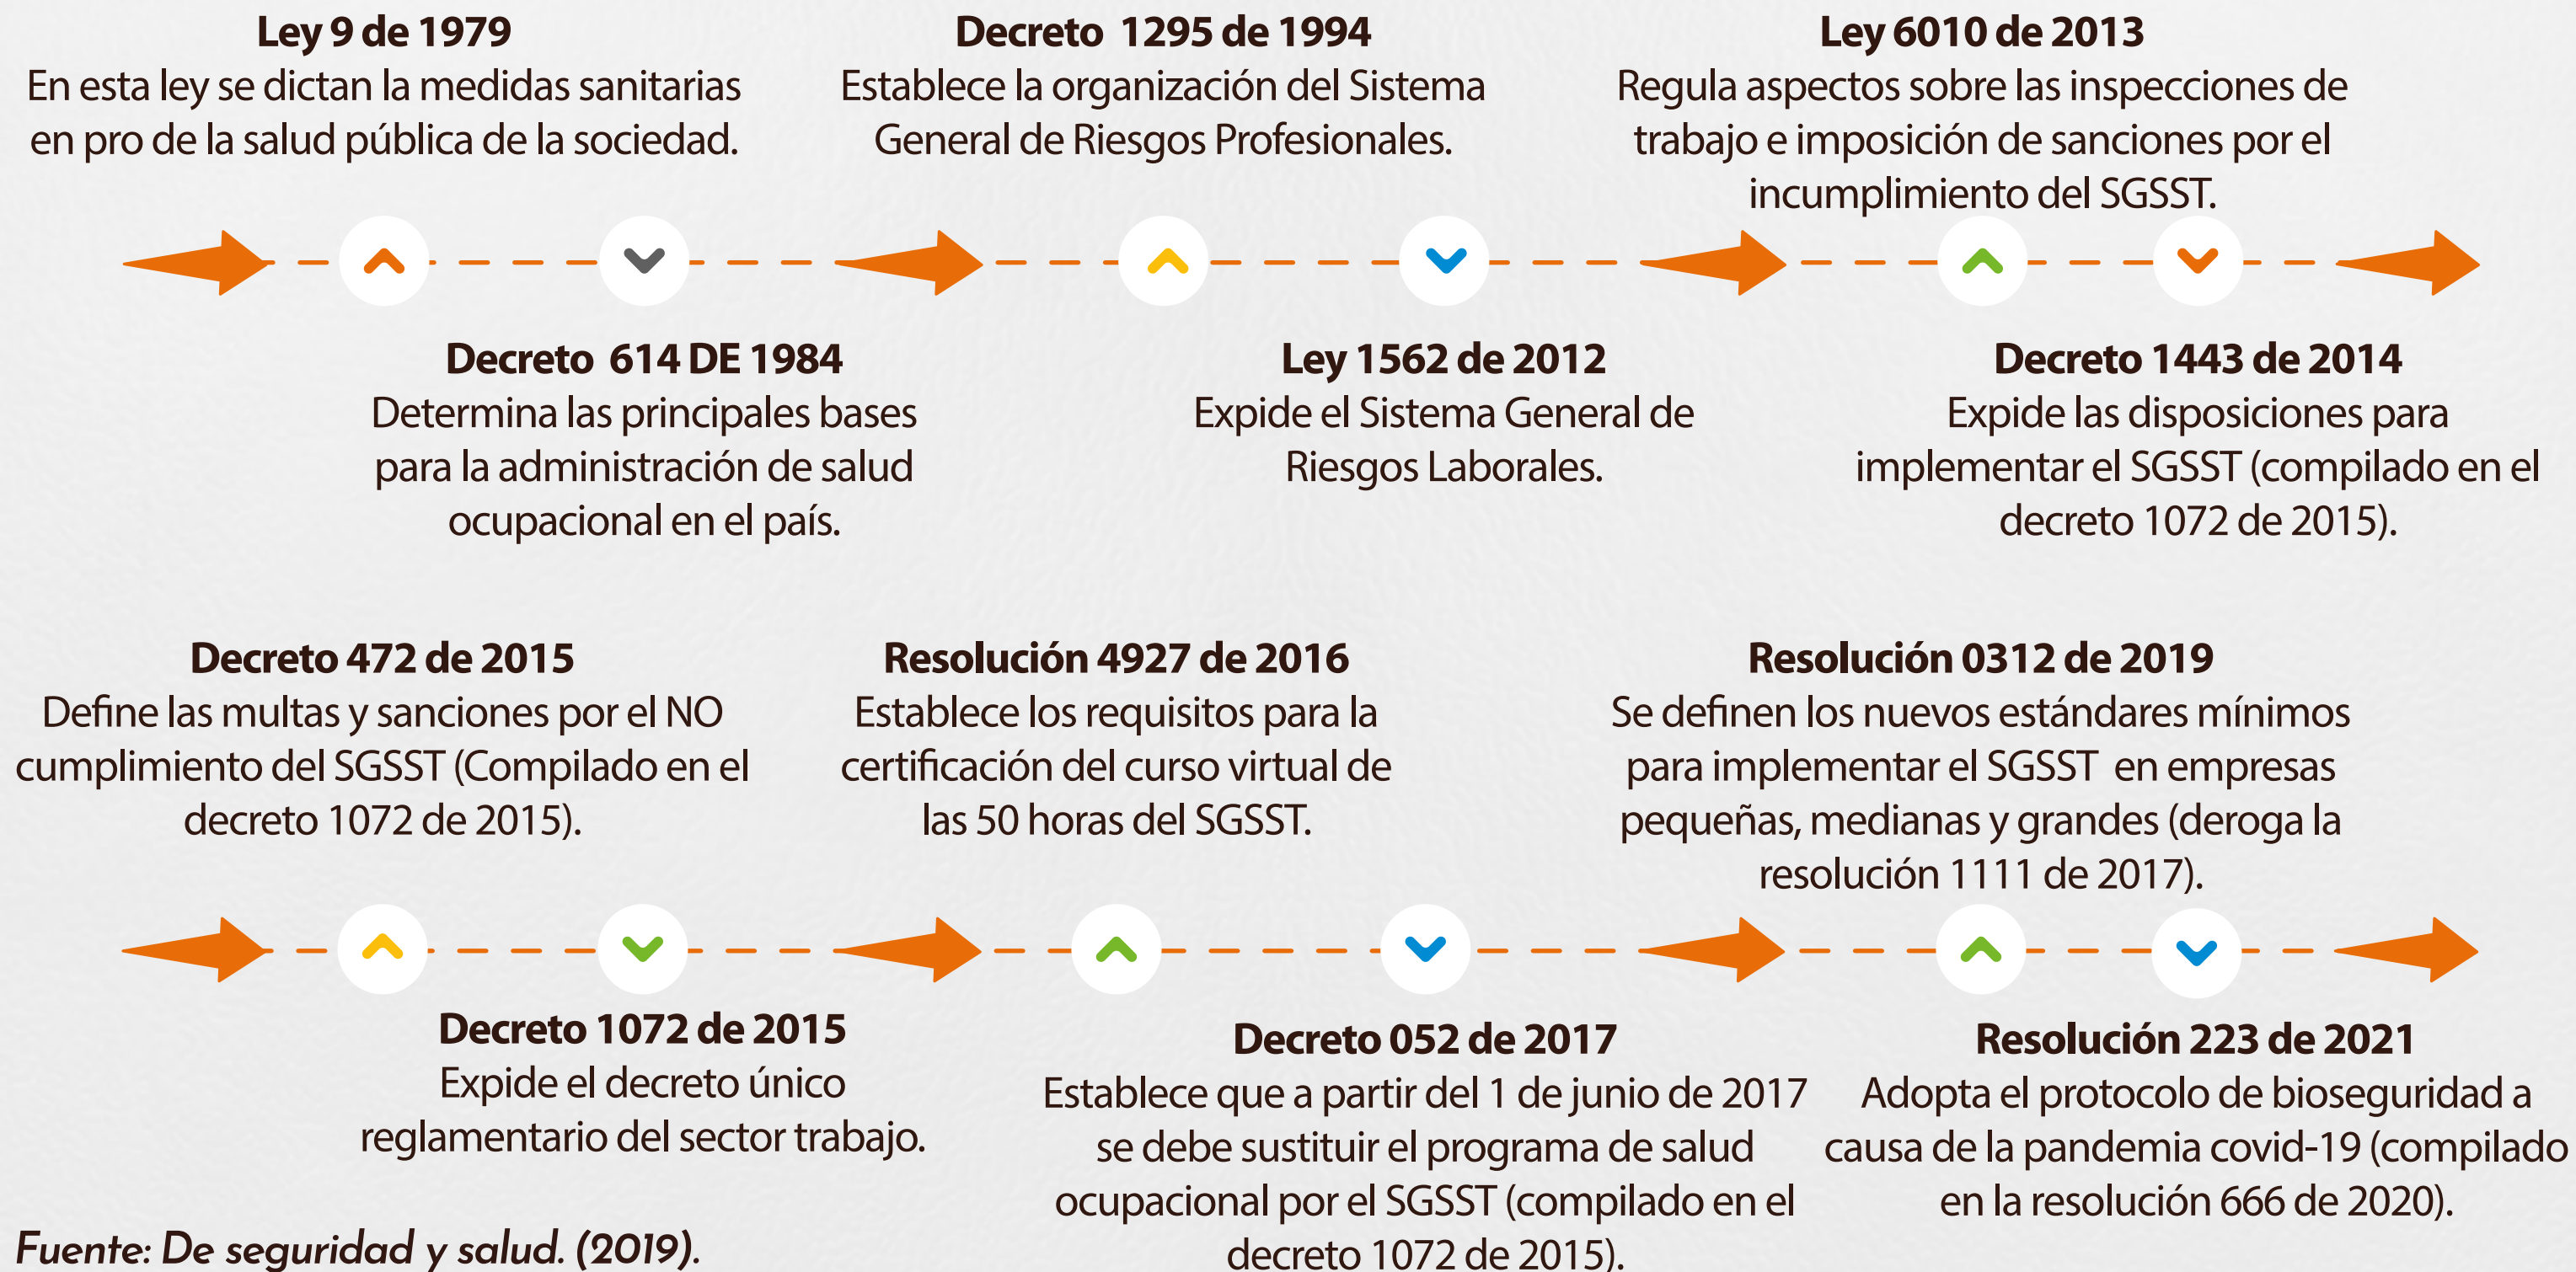 Ley 9 de 1979
En esta ley se dictan la medidas sanitarias
en pro de la salud pública de la sociedad.
Decreto 614 DE 1984
Determina las principales bases
para la administración de salud
ocupacional en el país.
Decreto 1295 de 1994
Establece la organización del Sistema
General de Riesgos Profesionales.
Ley 1562 de 2012
Expide el Sistema General de
Riesgos Laborales.
Ley 6010 de 2013
Regula aspectos sobre las inspecciones de
trabajo e imposición de sanciones por el
incumplimiento del SGSST.
Decreto 1443 de 2014
Expide las disposiciones para
implementar el SGSST (compilado en el
decreto 1072 de 2015).
Decreto 472 de 2015
Define las multas y sanciones por el NO
cumplimiento del SGSST (Compilado en el
decreto 1072 de 2015).
Decreto 1072 de 2015
Expide el decreto único
reglamentario del sector trabajo.
Resolución 4927 de 2016
Establece los requisitos para la
certificación del curso virtual de
las 50 horas del SGSST.
Decreto 052 de 2017
Establece que a partir del 1 de junio de 2017
se debe sustituir el programa de salud
ocupacional por el SGSST (compilado en el
decreto 1072 de 2015).
Resolución 0312 de 2019
Se definen los nuevos estándares mínimos
para implementar el SGSST en empresas
pequeñas, medianas y grandes (deroga la
resolución 1111 de 2017).
Resolución 223 de 2021
Adopta el protocolo de bioseguridad a
causa de la pandemia covid-19 (compilado
en la resolución 666 de 2020).
Fuente: De seguridad y salud. (2019).